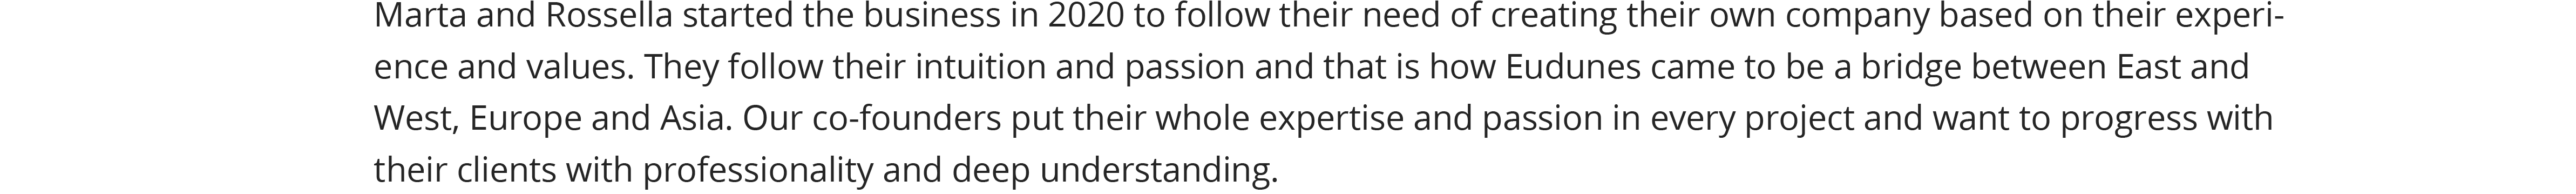 Marta and Rossella started the business in 2020 to follow their need of creating their own company based on their experi-
ence and values. They follow their intuition and passion and that is how Eudunes came to be a bridge between East and
West, Europe and Asia. Our co-founders put their whole expertise and passion in every project and want to progress with
their clients with professionality and deep understanding.